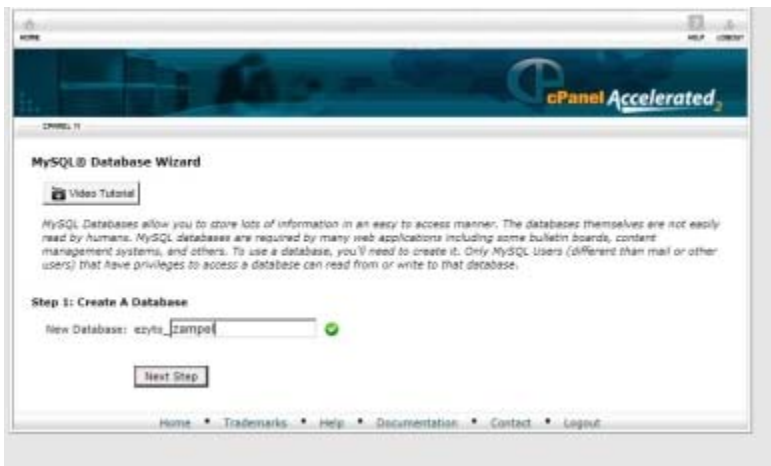 HOME HELP LOGOUT
cPanel Accelerated2
CPANEL 11
MySQL® Database Wizard
Video Tutorial
MySQL Databases allow you to store lots of information in an easy to access manner. The databases themselves are not easily
read by humans. MySQL databases are required by many web applications including some bulletin boards, content
management systems, and others. To use a database, you'll need to create it. Only MySQL Users (different than mail or other
users) that have privileges to access a database can read from or write to that database.
Step 1: Create A Database
New Database: ezyto_zampel
Next Step
Home • Trademarks • Help • Documentation • Contact • Logout